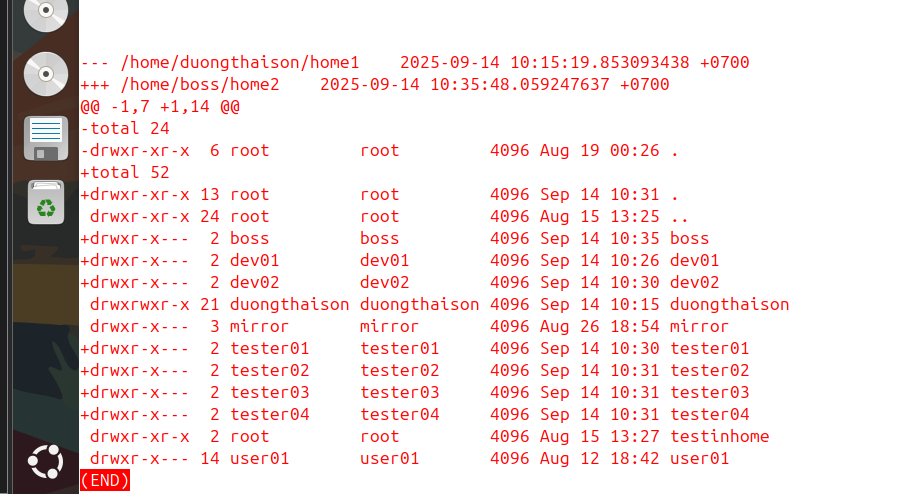 --- /home/duongthaison/home1    2025-09-14 10:15:19.853093438 +0700
+++ /home/boss/home2    2025-09-14 10:35:48.059247637 +0700
@@ -1,7 +1,14 @@
-total 24
-drwxr-xr-x  6 root         root         4096 Aug 19 00:26 .
+total 52
+drwxr-xr-x 13 root         root         4096 Sep 14 10:31 .
 drwxr-xr-x 24 root         root         4096 Aug 15 13:25 ..
+drwxr-x---  2 boss         boss         4096 Sep 14 10:35 boss
+drwxr-x---  2 dev01        dev01        4096 Sep 14 10:26 dev01
+drwxr-x---  2 dev02        dev02        4096 Sep 14 10:30 dev02
 drwxrwxr-x 21 duongthaison duongthaison 4096 Sep 14 10:15 duongthaison
 drwxr-x---  3 mirror       mirror       4096 Aug 26 18:54 mirror
+drwxr-x---  2 tester01     tester01     4096 Sep 14 10:30 tester01
+drwxr-x---  2 tester02     tester02     4096 Sep 14 10:31 tester02
+drwxr-x---  2 tester03     tester03     4096 Sep 14 10:31 tester03
+drwxr-x---  2 tester04     tester04     4096 Sep 14 10:31 tester04
 drwxr-xr-x  2 root         root         4096 Aug 15 13:27 testinhome
 drwxr-x--- 14 user01       user01       4096 Aug 12 18:42 user01
(END)